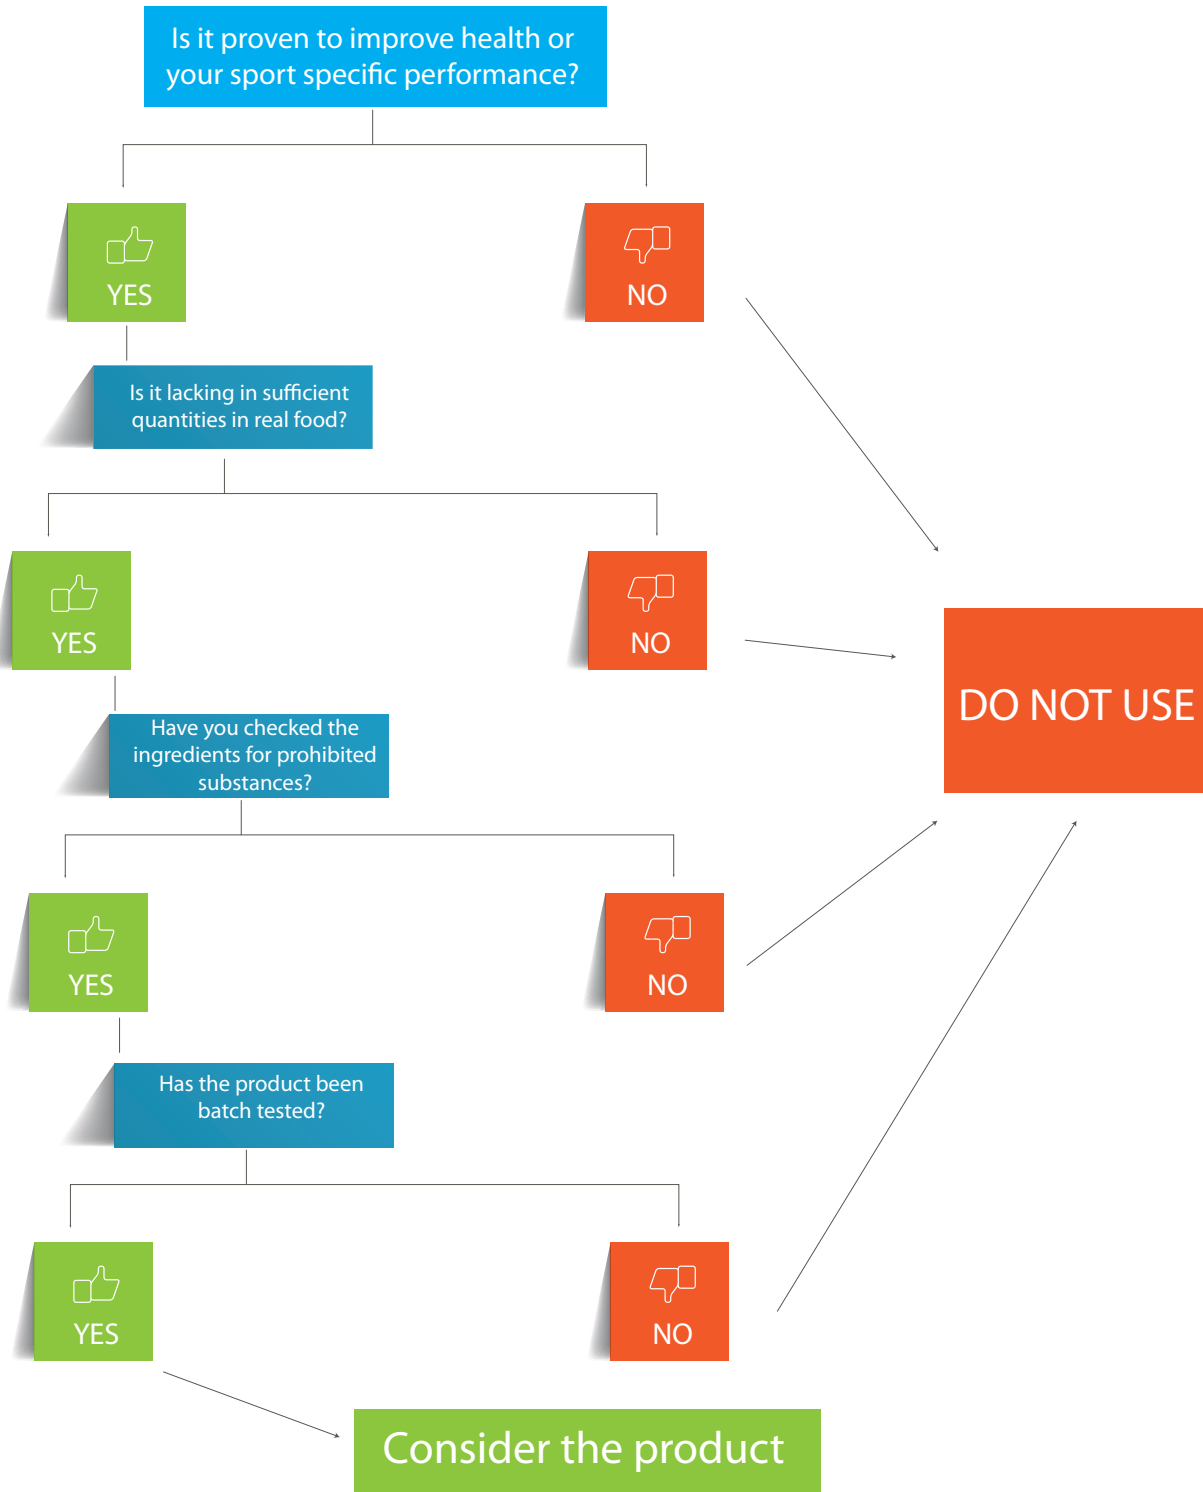 Is it proven to improve health or
your sport specific performance?
YES
NO
Is it lacking in sufficient
quantities in real food?
YES
NO
DO NOT USE
Have you checked the
ingredients for prohibited
substances?
YES
NO
Has the product been
batch tested?
YES
NO
Consider the product